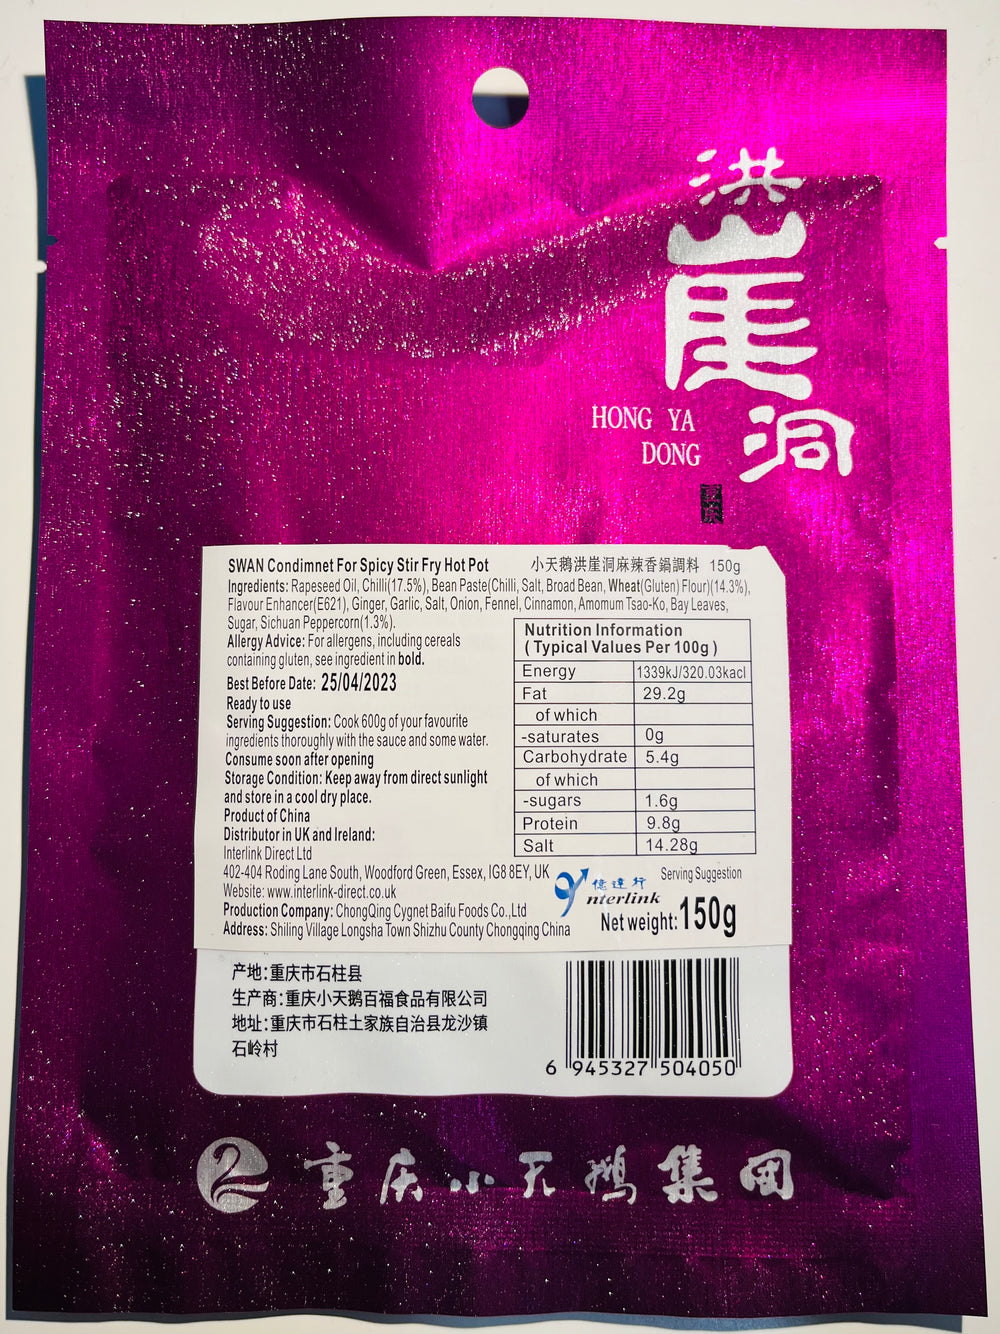 洪
崖
洞
HONG YA
DONG
SWAN Condimnet For Spicy Stir Fry Hot Pot 小天鹅洪崖洞麻辣香鍋調料 150g
Ingredients: Rapeseed Oil, Chilli(17.5%), Bean Paste(Chilli, Salt, Broad Bean, Wheat(Gluten) Flour)(14.3%),
Flavour Enhancer(E621), Ginger, Garlic, Salt, Onion, Fennel, Cinnamon, Amomum Tsao-Ko, Bay Leaves,
Sugar, Sichuan Peppercorn(1.3%).
Allergy Advice: For allergens, including cereals
containing gluten, see ingredient in bold.
Best Before Date: 25/04/2023
Ready to use
Serving Suggestion: Cook 600g of your favourite
ingredients thoroughly with the sauce and some water.
Consume soon after opening
Storage Condition: Keep away from direct sunlight
and store in a cool dry place.
Product of China
Distributor in UK and Ireland:
Interlink Direct Ltd
402-404 Roding Lane South, Woodford Green, Essex, IG8 8EY, UK
Website: www.interlink-direct.co.uk
Production Company: ChongQing Cygnet Baifu Foods Co.,Ltd
Address: Shiling Village Longsha Town Shizhu County Chongqing China
Nutrition Information
( Typical Values Per 100g )
Energy 1339kJ/320.03kacl
Fat 29.2g
of which
-saturates 0g
Carbohydrate 5.4g
of which
-sugars 1.6g
Protein 9.8g
Salt 14.28g
億達行
nterlink
Serving Suggestion
Net weight: 150g
产地：重庆市石柱县
生产商：重庆小天鹅百福食品有限公司
地址：重庆市石柱土家族自治县龙沙镇
石岭村
6 945327 504050
重庆小天鹅集团